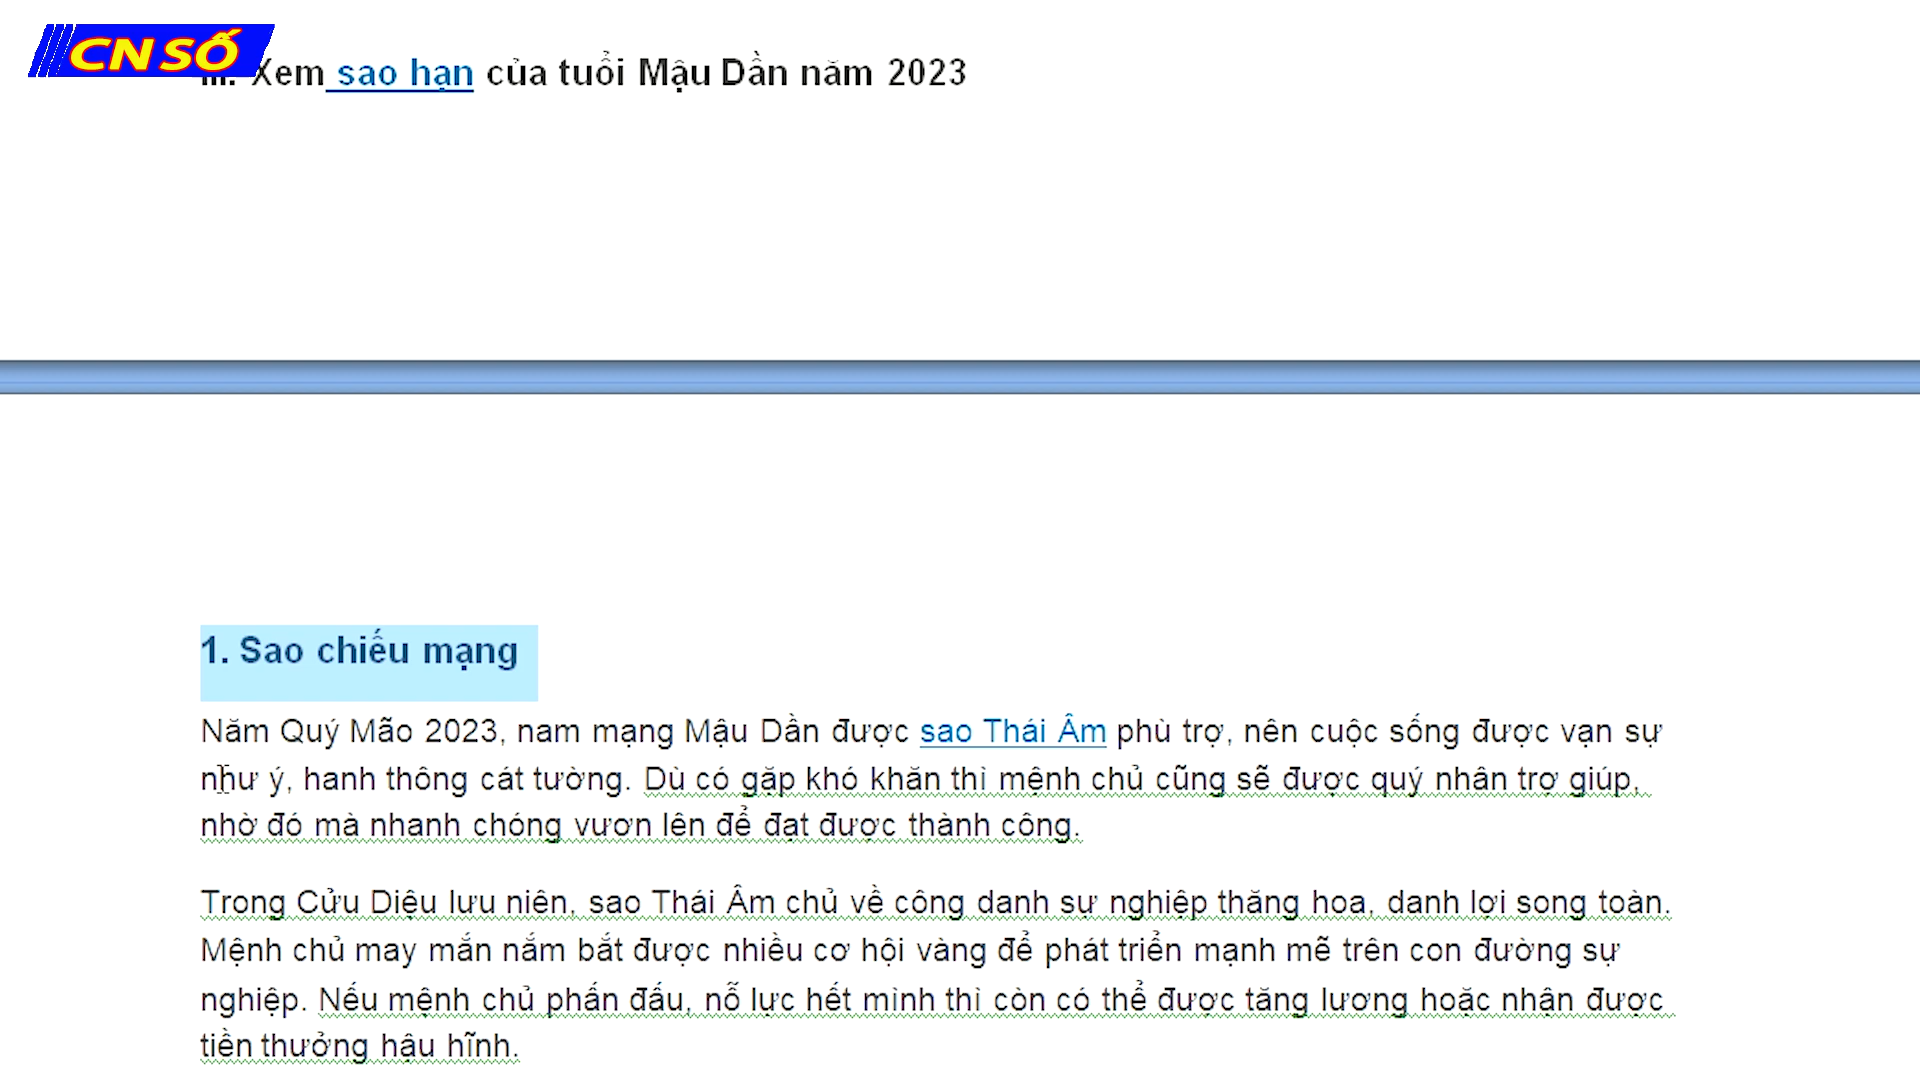 CN SỐ
III. Xem sao hạn của tuổi Mậu Dần năm 2023
1. Sao chiếu mạng
Năm Quý Mão 2023, nam mạng Mậu Dần được sao Thái Âm phù trợ, nên cuộc sống được vạn sự
như ý, hanh thông cát tường. Dù có gặp khó khăn thì mệnh chủ cũng sẽ được quý nhân trợ giúp,
nhờ đó mà nhanh chóng vươn lên để đạt được thành công.
Trong Cửu Diệu lưu niên, sao Thái Âm chủ về công danh sự nghiệp thăng hoa, danh lợi song toàn.
Mệnh chủ may mắn nắm bắt được nhiều cơ hội vàng để phát triển mạnh mẽ trên con đường sự
nghiệp. Nếu mệnh chủ phấn đấu, nỗ lực hết mình thì còn có thể được tăng lương hoặc nhận được
tiền thưởng hậu hĩnh.